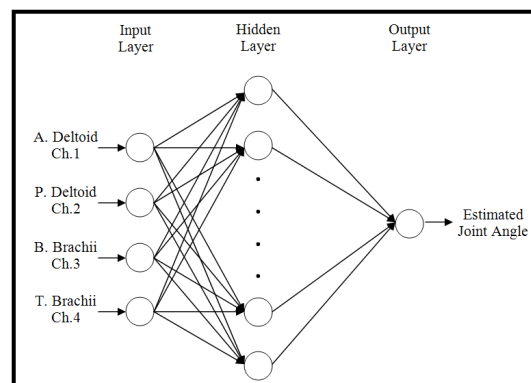 Input
Layer
Hidden
Layer
Output
Layer
A. Deltoid
Ch.1
P. Deltoid
Ch.2
B. Brachii
Ch.3
T. Brachii
Ch.4
Estimated
Joint Angle